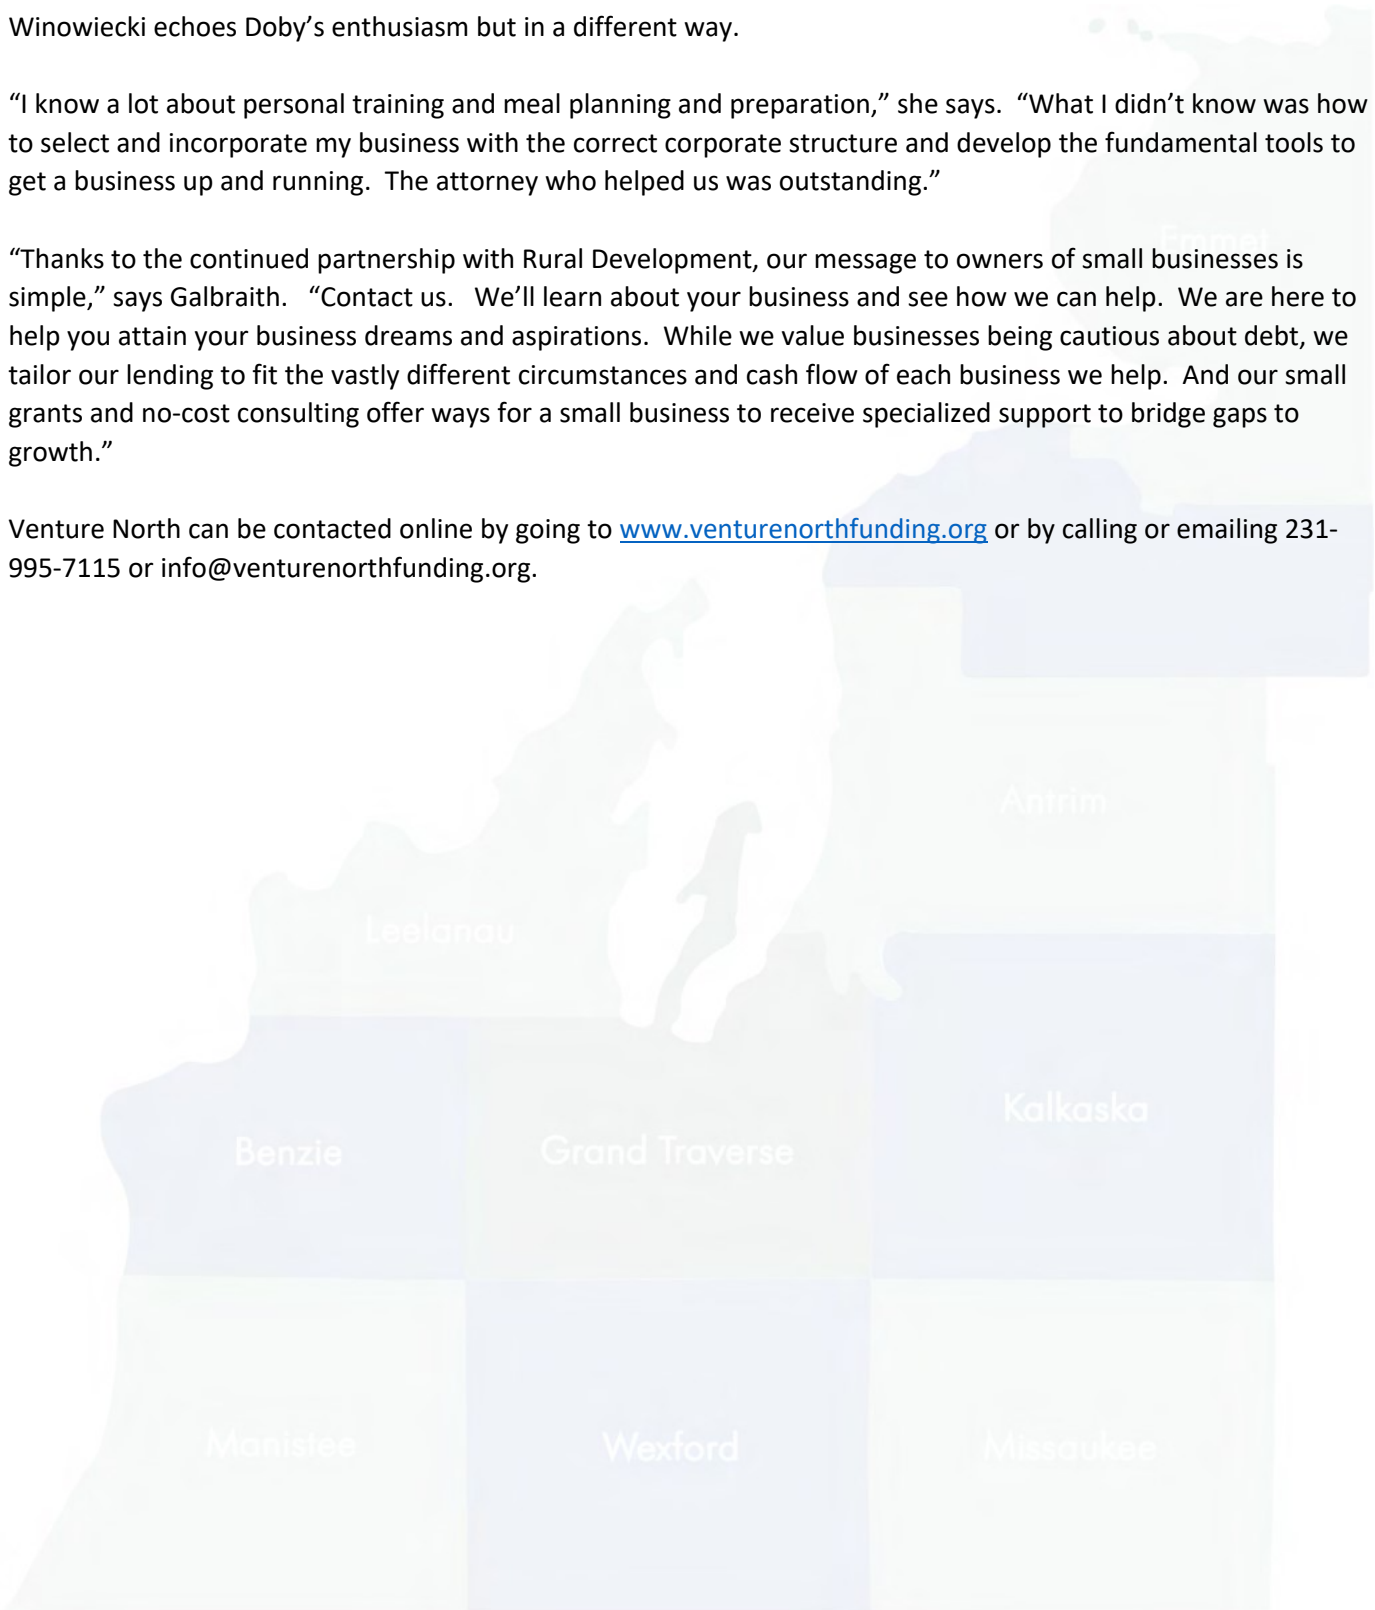 Winowiecki echoes Doby’s enthusiasm but in a different way.
“I know a lot about personal training and meal planning and preparation,” she says.  “What I didn’t know was how
to select and incorporate my business with the correct corporate structure and develop the fundamental tools to
get a business up and running.  The attorney who helped us was outstanding.”
Emmet
“Thanks to the continued partnership with Rural Development, our message to owners of small businesses is
simple,” says Galbraith.   “Contact us.   We’ll learn about your business and see how we can help.  We are here to
help you attain your business dreams and aspirations.  While we value businesses being cautious about debt, we
tailor our lending to fit the vastly different circumstances and cash flow of each business we help.  And our small
grants and no-cost consulting offer ways for a small business to receive specialized support to bridge gaps to
growth.”
Venture North can be contacted online by going to www.venturenorthfunding.org or by calling or emailing 231-
995-7115 or info@venturenorthfunding.org.
Antrim
Leelanau
Kalkaska
Benzie
Grand Traverse
Manistee
Wexford
Missaukee